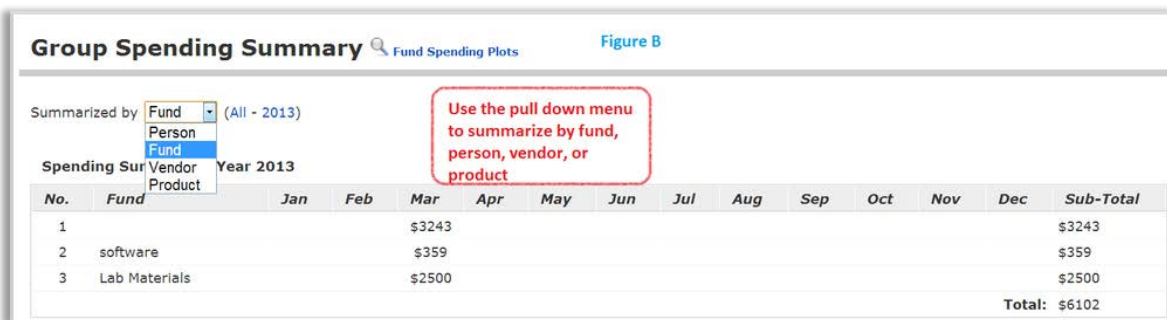 Group Spending Summary Fund Spending Plots Figure B
Summarized by Fund (All - 2013)
Person
Fund
Vendor
Product
Use the pull down menu
to summarize by fund,
person, vendor, or
product
Spending Sum Year 2013
No. Fund Jan Feb Mar Apr May Jun Jul Aug Sep Oct Nov Dec Sub-Total
1 $3243 $3243
2 software $359 $359
3 Lab Materials $2500 $2500
Total: $6102